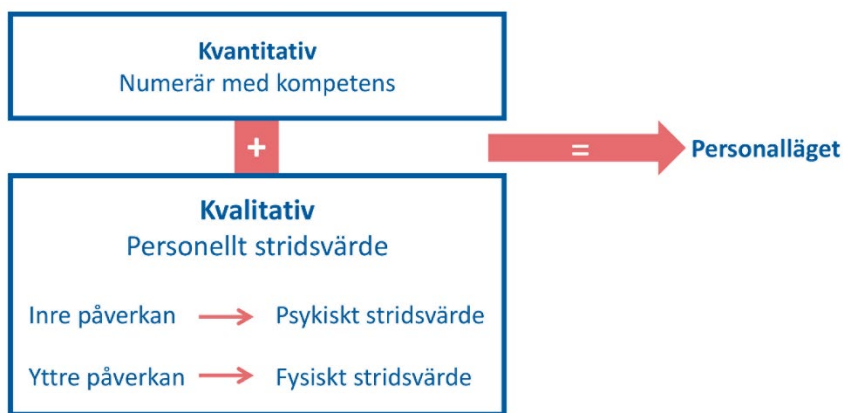 Kvantitativ
Numerär med kompetens
+
=
Personalläget
Kvalitativ
Personellt stridsvärde
Inre påverkan → Psykiskt stridsvärde
Yttre påverkan → Fysiskt stridsvärde